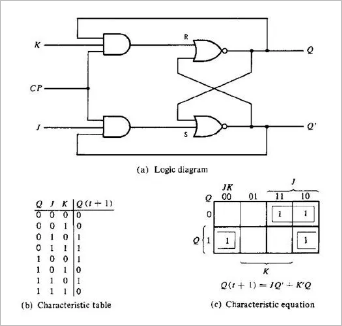 K
R
Q
CP
J
S
Q'
(a) Logic diagram
Q J K Q(t + 1)
0 0 0 0
0 0 1 0
0 1 0 1
0 1 1 1
1 0 0 1
1 0 1 0
1 1 0 1
1 1 1 0
(b) Characteristic table
JK
J
Q 00 01 11 10
0 1 1
Q 1 1 1
K
Q(t + 1) = JQ' + K'Q
(c) Characteristic equation